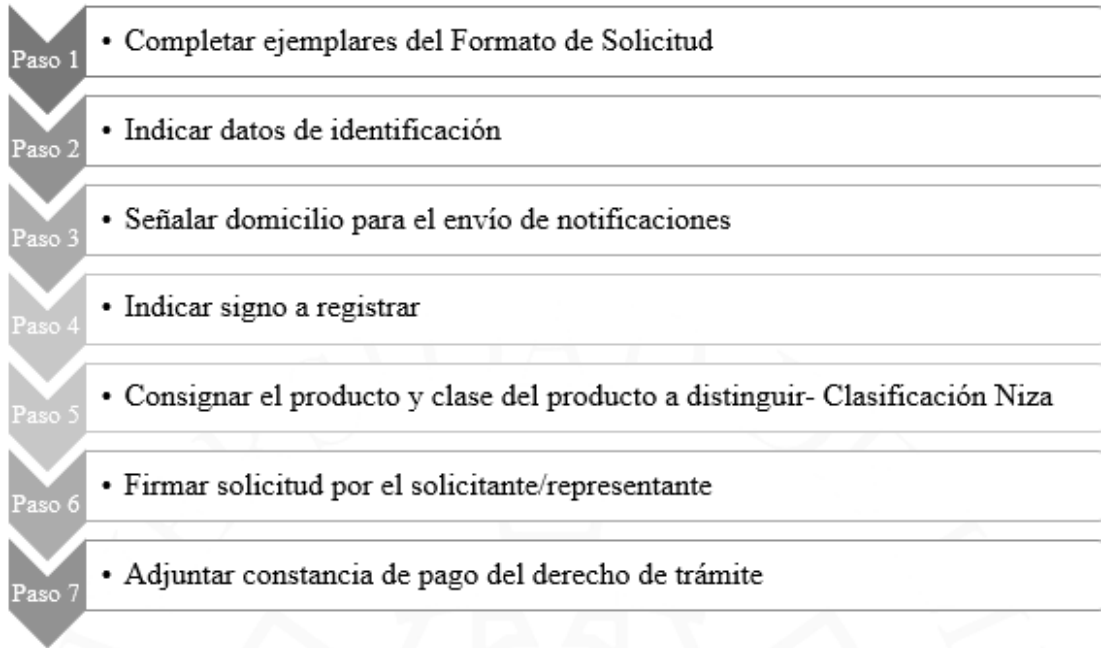 Paso 1
• Completar ejemplares del Formato de Solicitud
Paso 2
• Indicar datos de identificación
Paso 3
• Señalar domicilio para el envío de notificaciones
Paso 4
• Indicar signo a registrar
Paso 5
• Consignar el producto y clase del producto a distinguir- Clasificación Niza
Paso 6
• Firmar solicitud por el solicitante/representante
Paso 7
• Adjuntar constancia de pago del derecho de trámite